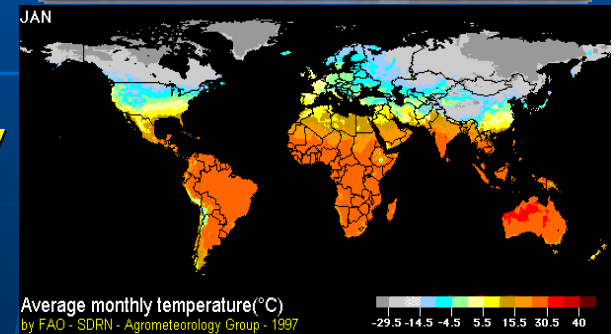 JAN
Average monthly temperature(°C)
by FAO - SDRN - Agrometeorology Group - 1997
-29.5 -14.5 -4.5 5.5 15.5 30.5 40